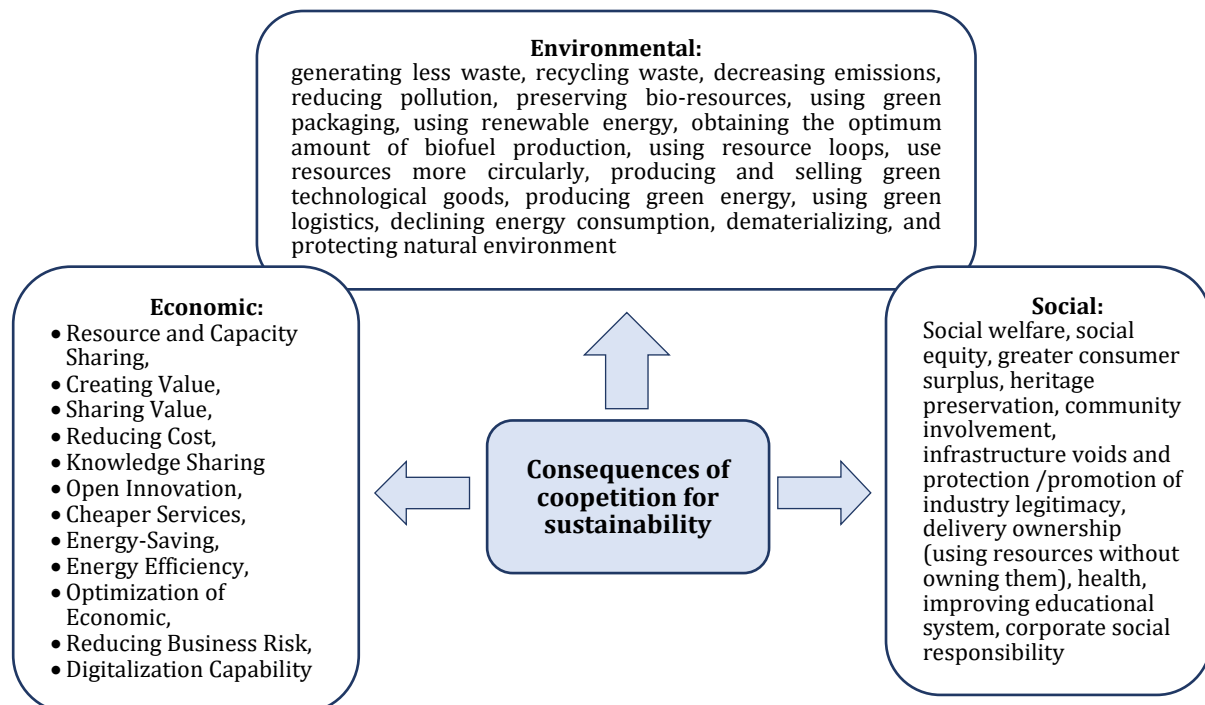 Environmental:
generating less waste, recycling waste, decreasing emissions,
reducing pollution, preserving bio-resources, using green
packaging, using renewable energy, obtaining the optimum
amount of biofuel production, using resource loops, use
resources more circularly, producing and selling green
technological goods, producing green energy, using green
logistics, declining energy consumption, dematerializing, and
protecting natural environment
Economic:
• Resource and Capacity
Sharing,
• Creating Value,
• Sharing Value,
• Reducing Cost,
• Knowledge Sharing
• Open Innovation,
• Cheaper Services,
• Energy-Saving,
• Energy Efficiency,
• Optimization of
Economic,
• Reducing Business Risk,
• Digitalization Capability
Consequences of
coopetition for
sustainability
Social:
Social welfare, social
equity, greater consumer
surplus, heritage
preservation, community
involvement,
infrastructure voids and
protection /promotion of
industry legitimacy,
delivery ownership
(using resources without
owning them), health,
improving educational
system, corporate social
responsibility